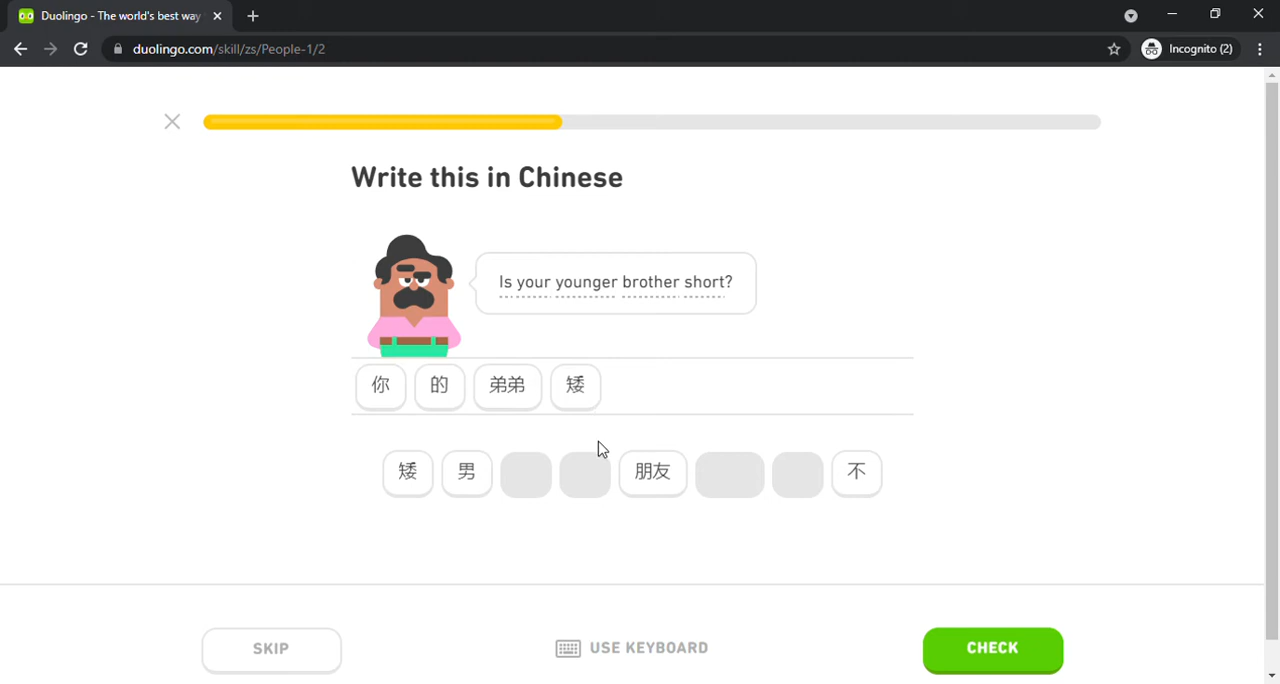 Duolingo - The world's best way
duolingo.com/skill/zs/People-1/2
Incognito (2)
Write this in Chinese
Is your younger brother short?
你 的 弟弟 矮
矮 男 朋友 不
SKIP
USE KEYBOARD
CHECK